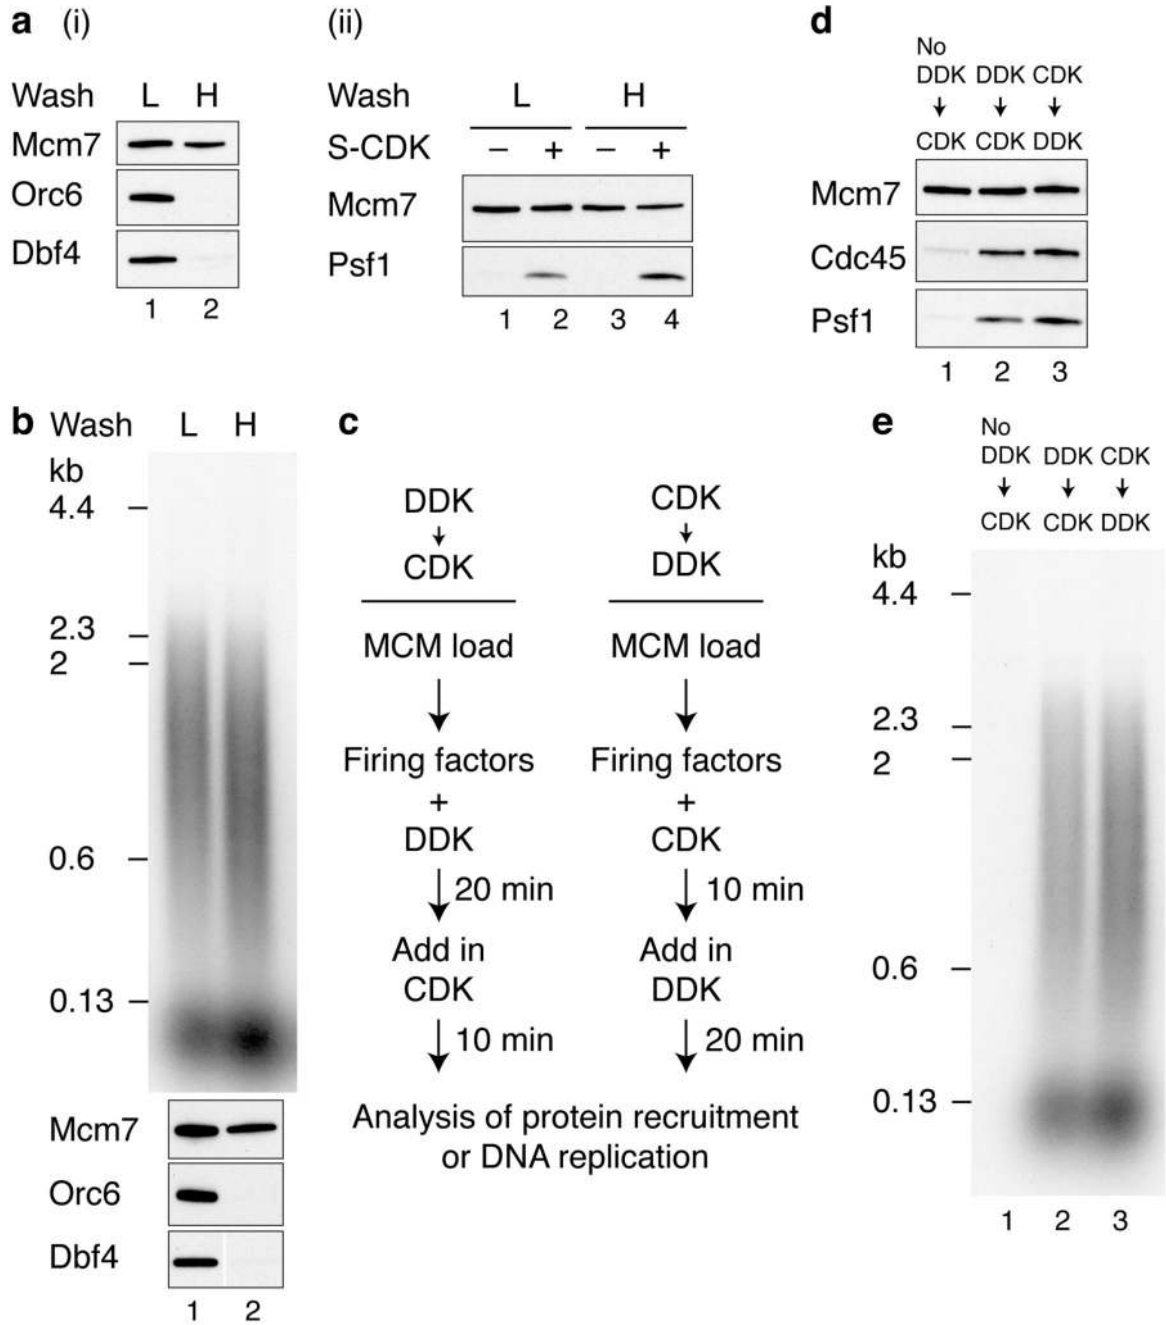 a (i)
Wash L H
Mcm7
Orc6
Dbf4
1 2
(ii)
Wash L H
S-CDK − + − +
Mcm7
Psf1
1 2 3 4
d
No
DDK DDK CDK
↓ ↓ ↓
CDK CDK DDK
Mcm7
Cdc45
Psf1
1 2 3
b Wash L H
kb
4.4
2.3
2
0.6
0.13
Mcm7
Orc6
Dbf4
1 2
c
DDK CDK
↓ ↓
CDK DDK
MCM load MCM load
Firing factors Firing factors
+ +
DDK CDK
20 min 10 min
Add in Add in
CDK DDK
10 min 20 min
Analysis of protein recruitment
or DNA replication
e
No
DDK DDK CDK
↓ ↓ ↓
CDK CDK DDK
kb
4.4
2.3
2
0.6
0.13
1 2 3